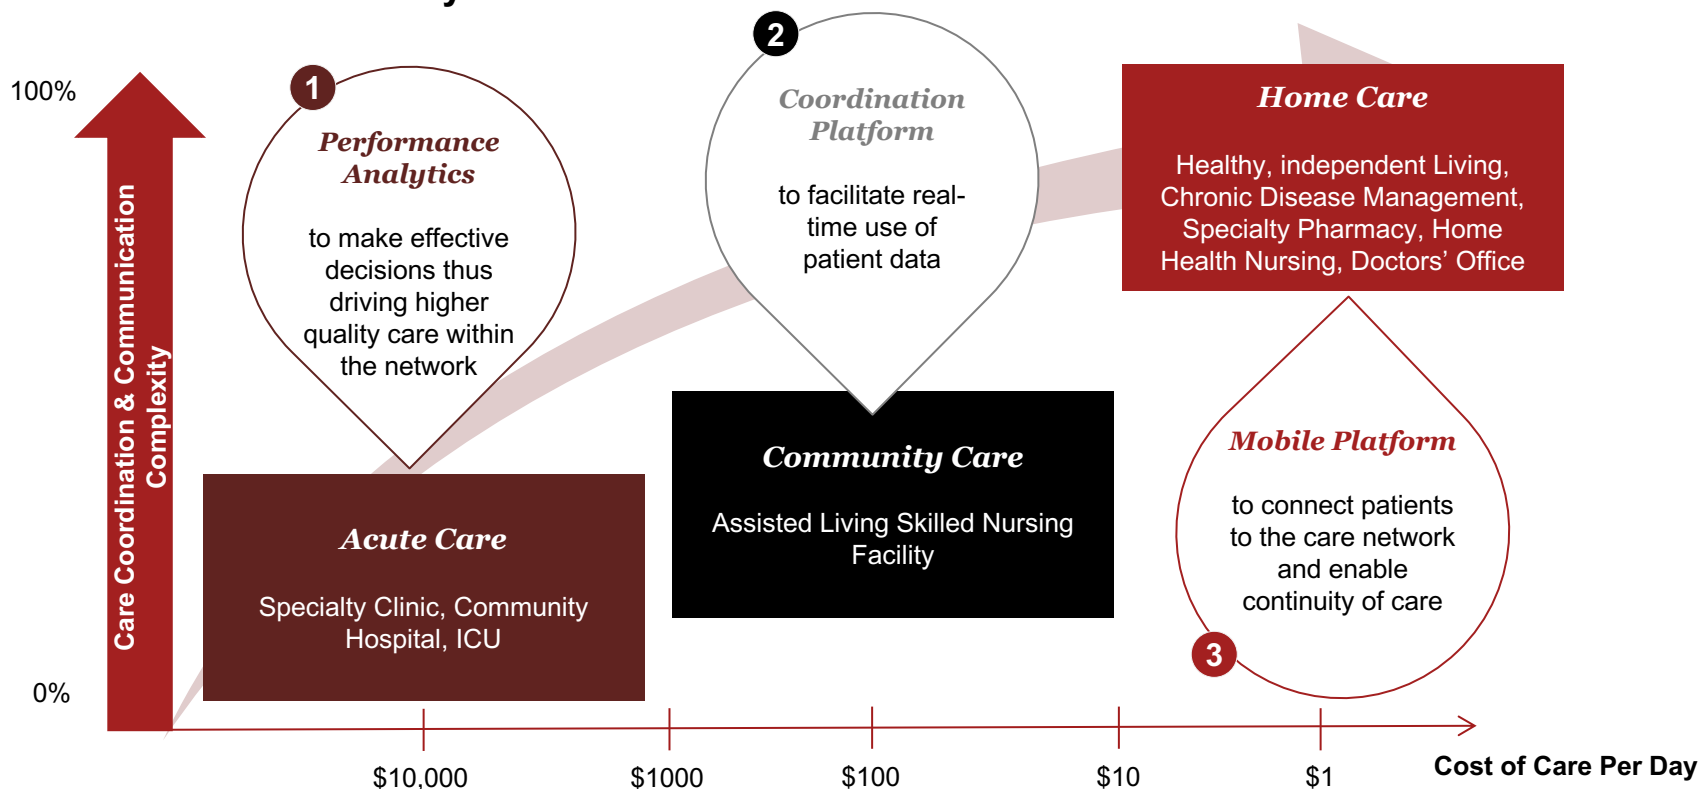 100%
0%
Care Coordination & Communication
Complexity
1
Performance
Analytics
to make effective
decisions thus
driving higher
quality care within
the network
Acute Care
Specialty Clinic, Community
Hospital, ICU
2
Coordination
Platform
to facilitate real-
time use of
patient data
Community Care
Assisted Living Skilled Nursing
Facility
Home Care
Healthy, independent Living,
Chronic Disease Management,
Specialty Pharmacy, Home
Health Nursing, Doctors’ Office
Mobile Platform
to connect patients
to the care network
and enable
continuity of care
3
$10,000
$1000
$100
$10
$1
Cost of Care Per Day